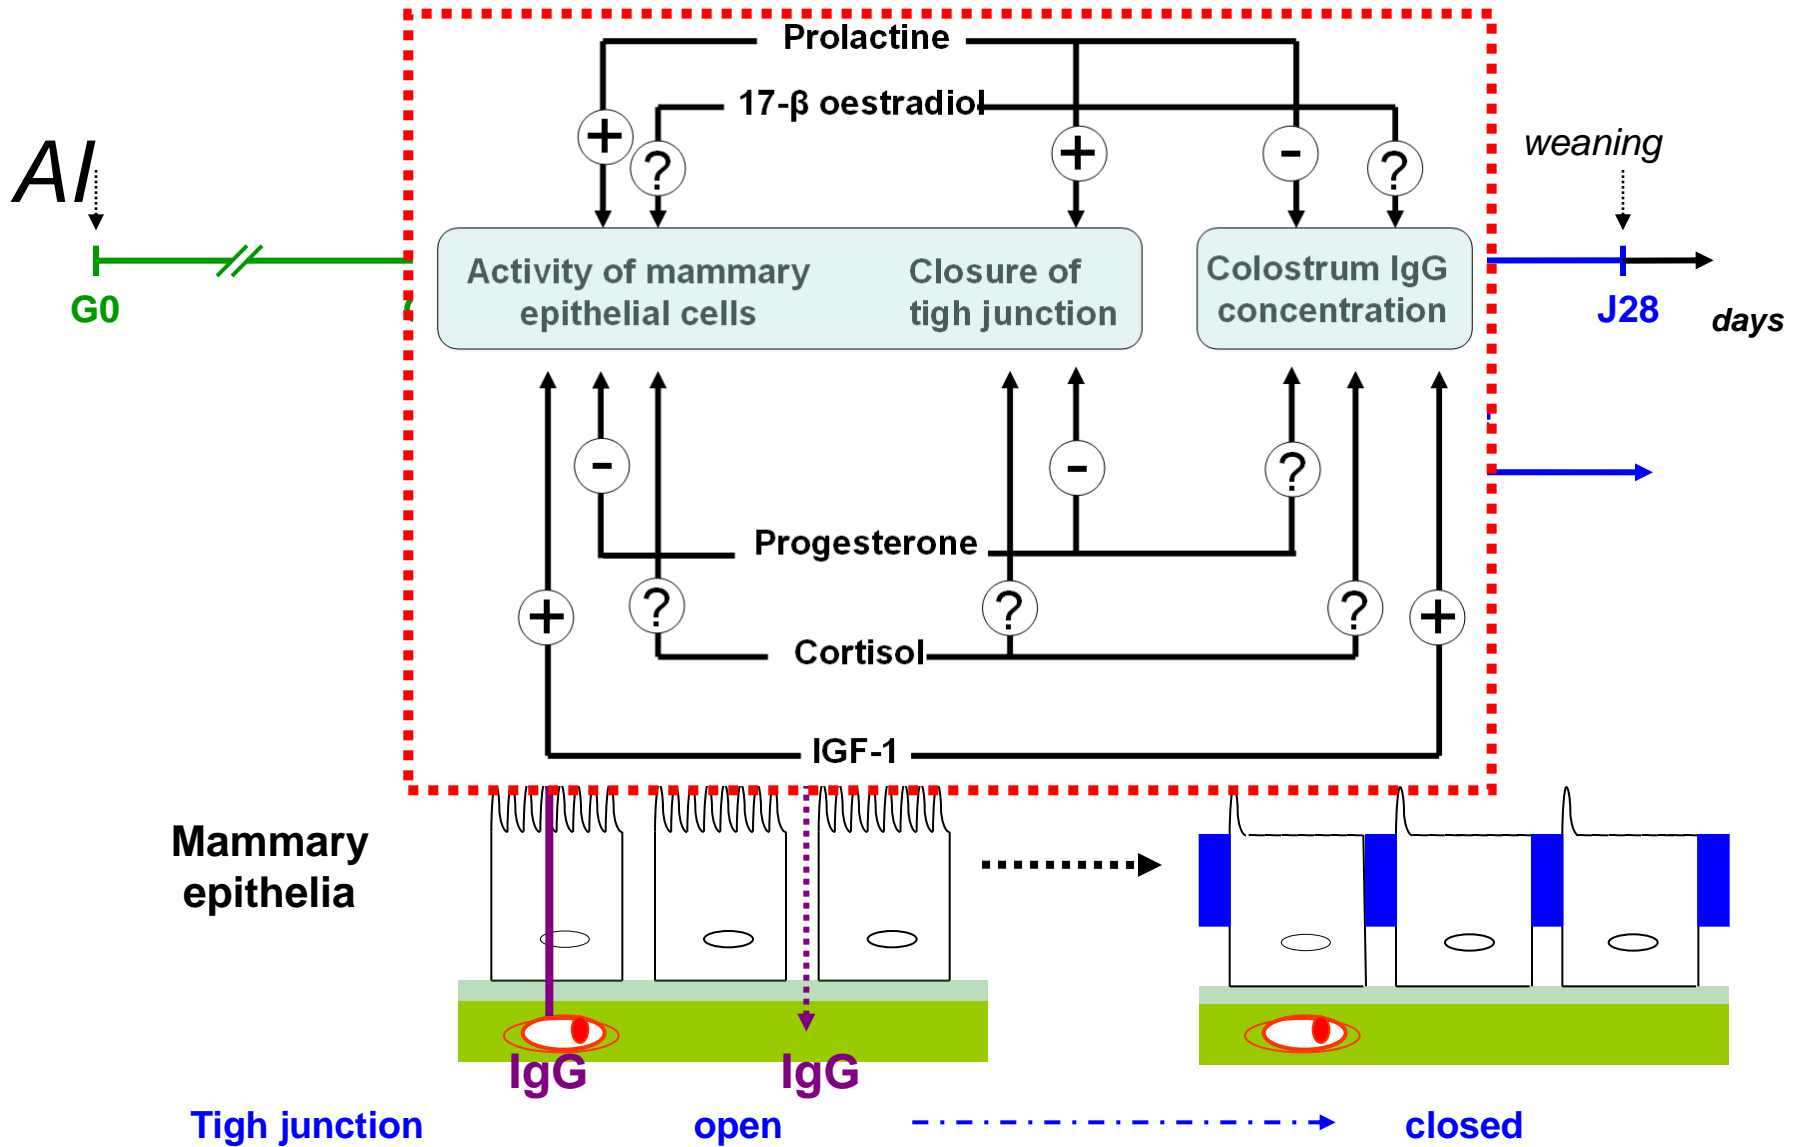 Prolactine
17-β oestradiol
+
?
+
-
?
AI
weaning
Activity of mammary
epithelial cells
Closure of
tigh junction
Colostrum IgG
concentration
G0
J28
days
-
-
?
Progesterone
+
?
?
?
+
Cortisol
IGF-1
Mammary
epithelia
IgG
IgG
Tigh junction
open
closed